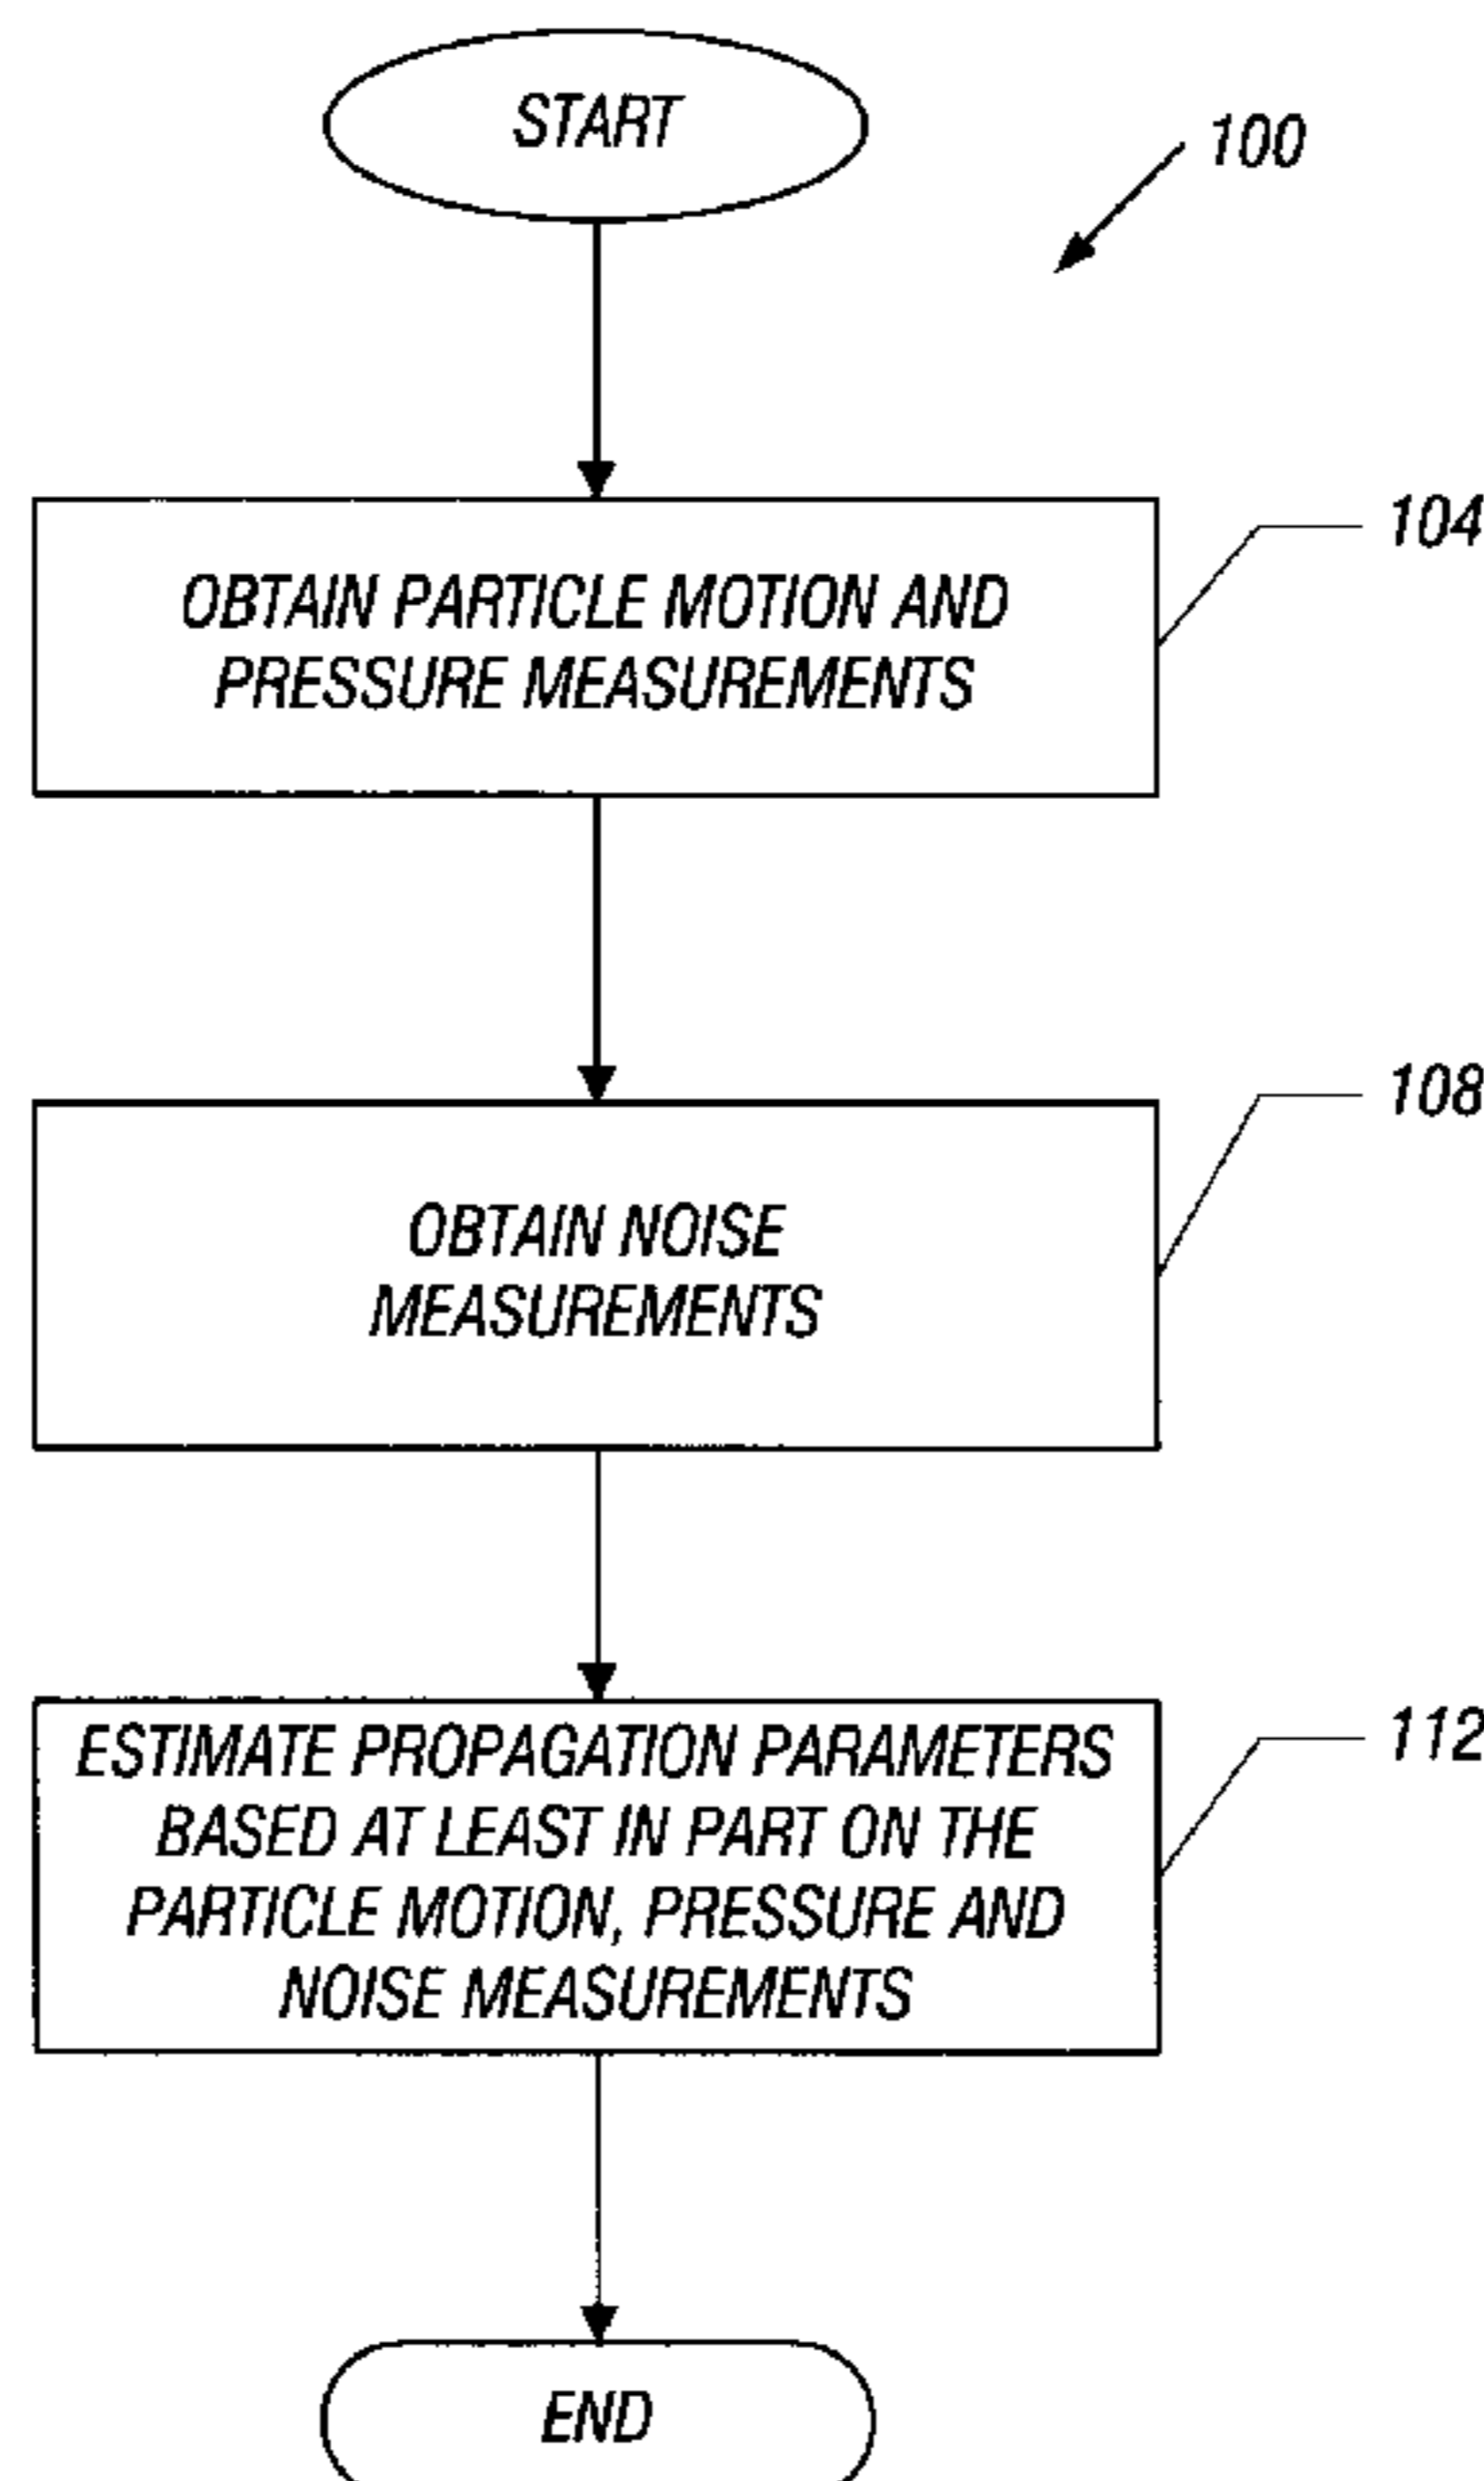 START
100
OBTAIN PARTICLE MOTION AND
PRESSURE MEASUREMENTS
104
OBTAIN NOISE
MEASUREMENTS
108
ESTIMATE PROPAGATION PARAMETERS
BASED AT LEAST IN PART ON THE
PARTICLE MOTION, PRESSURE AND
NOISE MEASUREMENTS
112
END